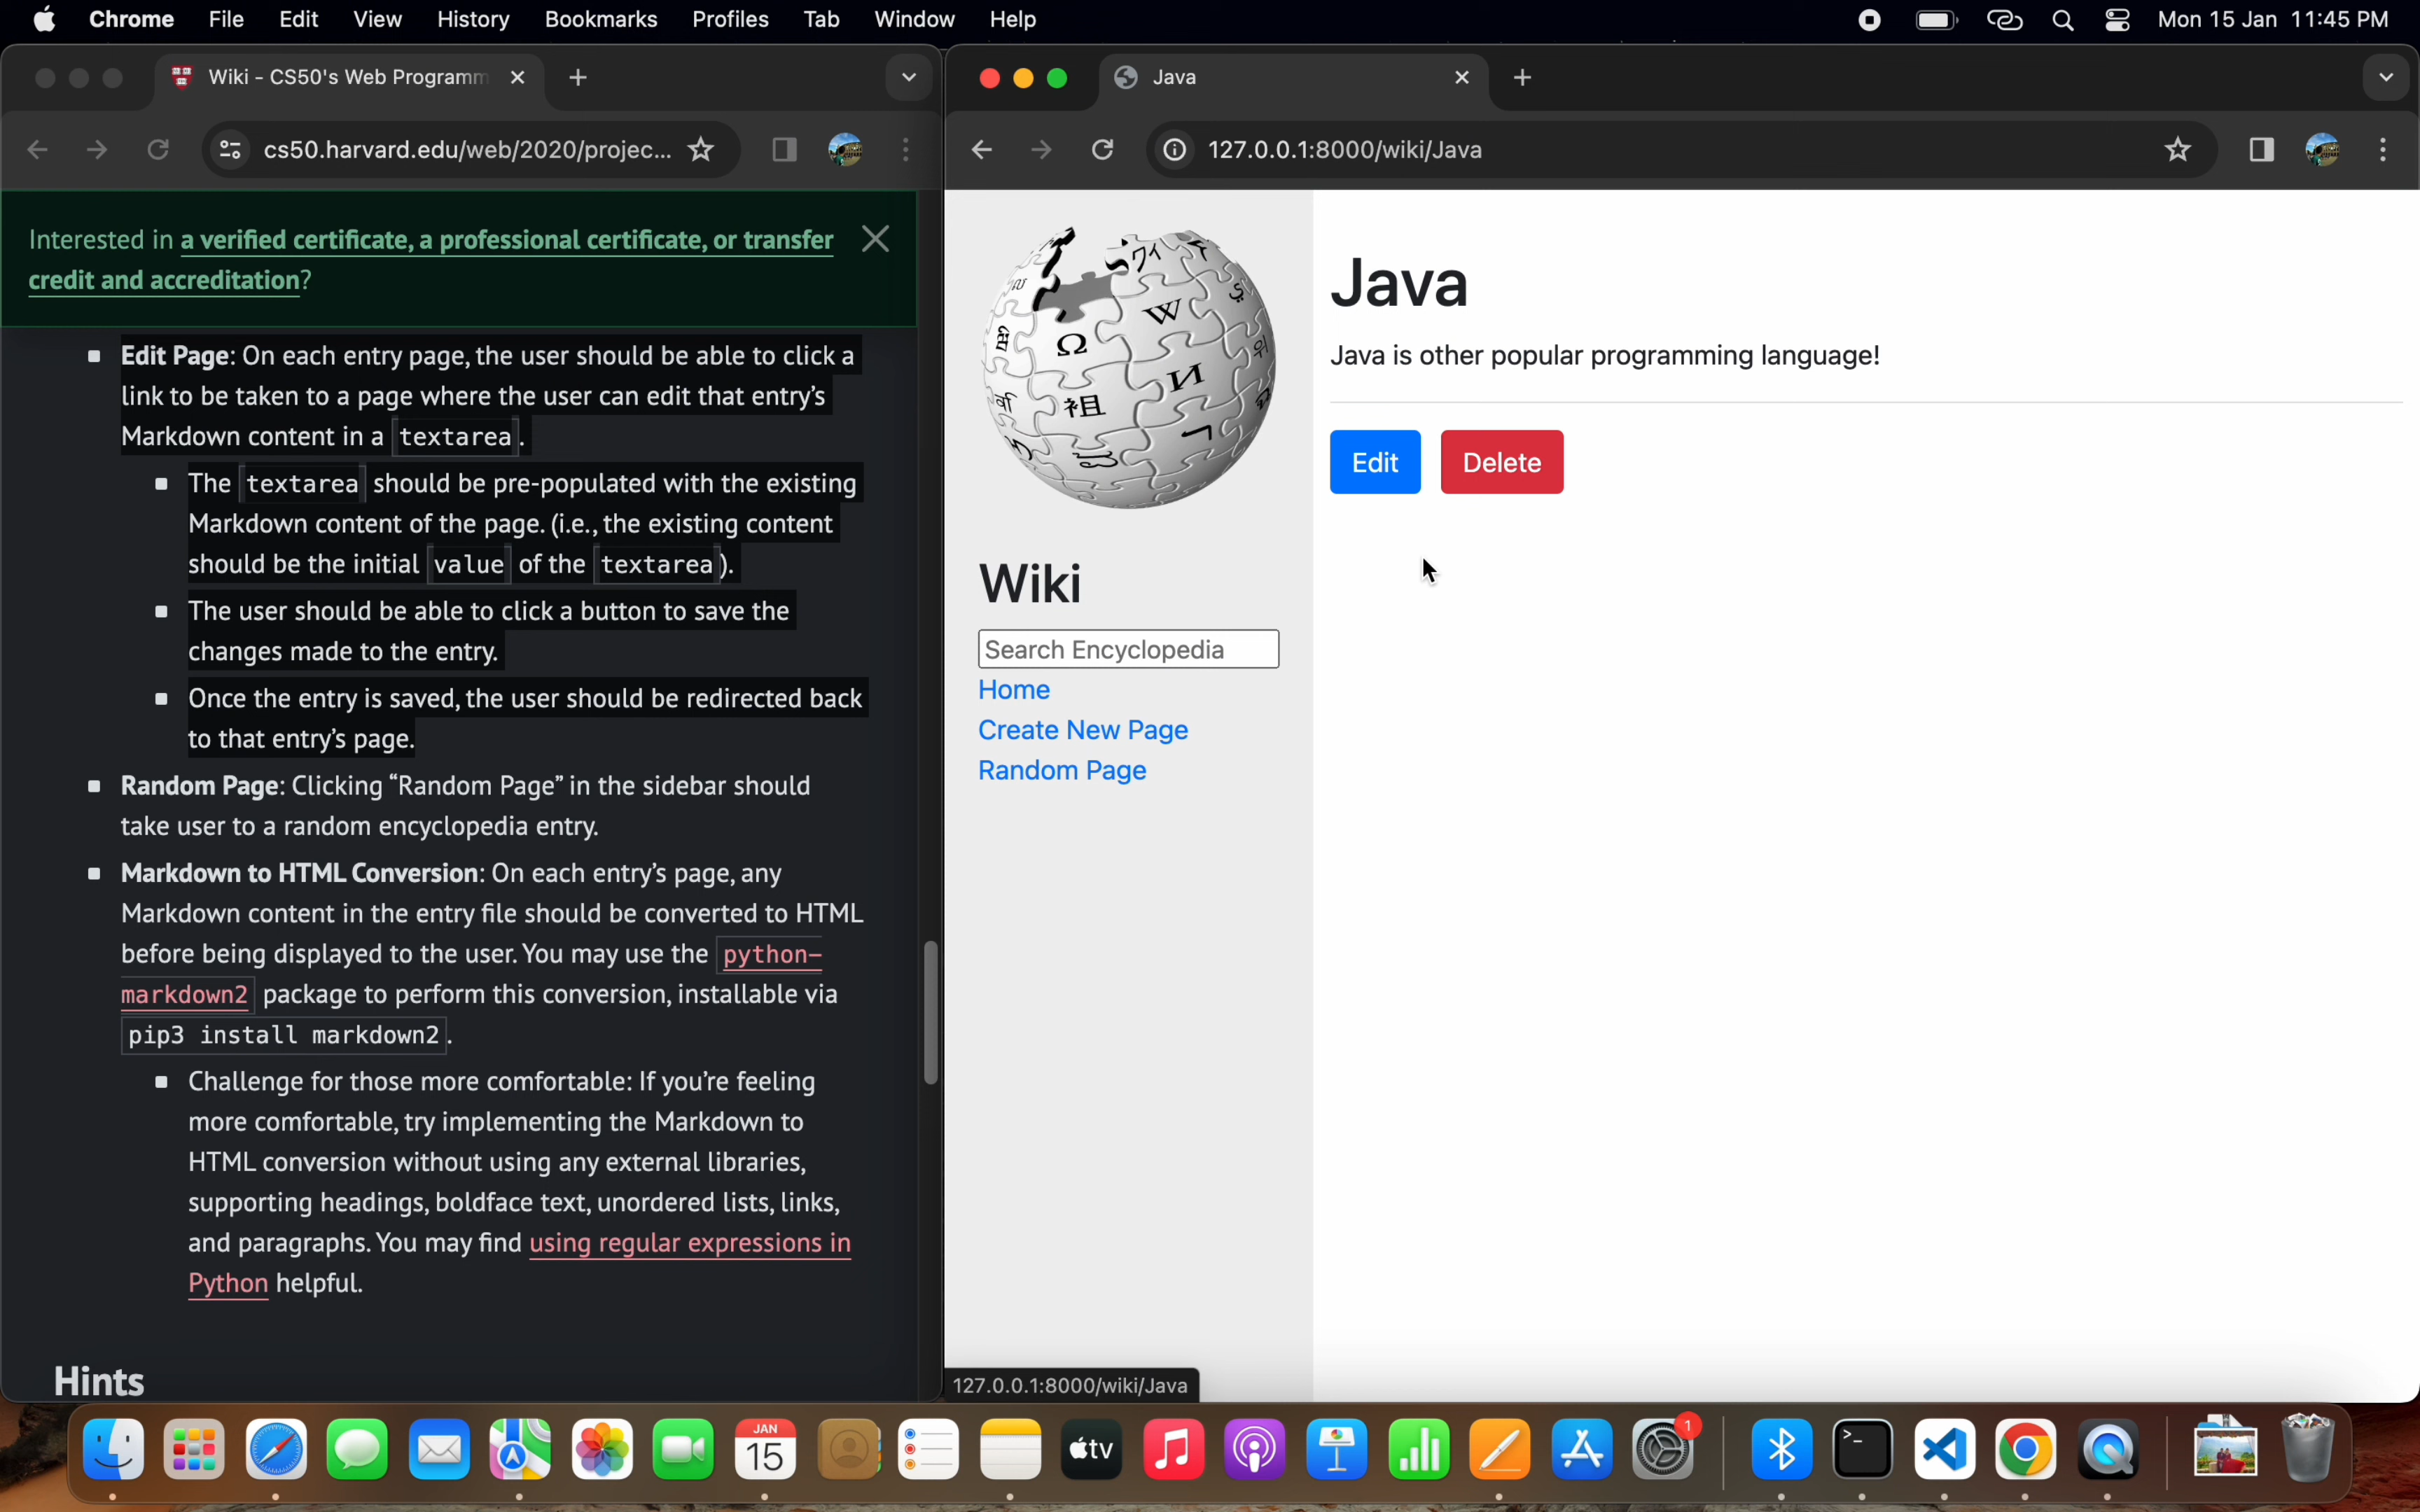 Chrome File Edit View History Bookmarks Profiles Tab Window Help Mon 15 Jan 11:45 PM
Wiki - CS50's Web Programm
cs50.harvard.edu/web/2020/projec...
Interested in a verified certificate, a professional certificate, or transfer
credit and accreditation?
Edit Page: On each entry page, the user should be able to click a
link to be taken to a page where the user can edit that entry’s
Markdown content in a textarea.
The textarea should be pre-populated with the existing
Markdown content of the page. (i.e., the existing content
should be the initial value of the textarea).
The user should be able to click a button to save the
changes made to the entry.
Once the entry is saved, the user should be redirected back
to that entry’s page.
Random Page: Clicking “Random Page” in the sidebar should
take user to a random encyclopedia entry.
Markdown to HTML Conversion: On each entry’s page, any
Markdown content in the entry file should be converted to HTML
before being displayed to the user. You may use the python-
markdown2 package to perform this conversion, installable via
pip3 install markdown2.
Challenge for those more comfortable: If you’re feeling
more comfortable, try implementing the Markdown to
HTML conversion without using any external libraries,
supporting headings, boldface text, unordered lists, links,
and paragraphs. You may find using regular expressions in
Python helpful.
Hints
Java
127.0.0.1:8000/wiki/Java
Ω W И 祖 ワィ 위
Wiki
Search Encyclopedia
Home
Create New Page
Random Page
Java
Java is other popular programming language!
Edit Delete
127.0.0.1:8000/wiki/Java
JAN
15
tv
1